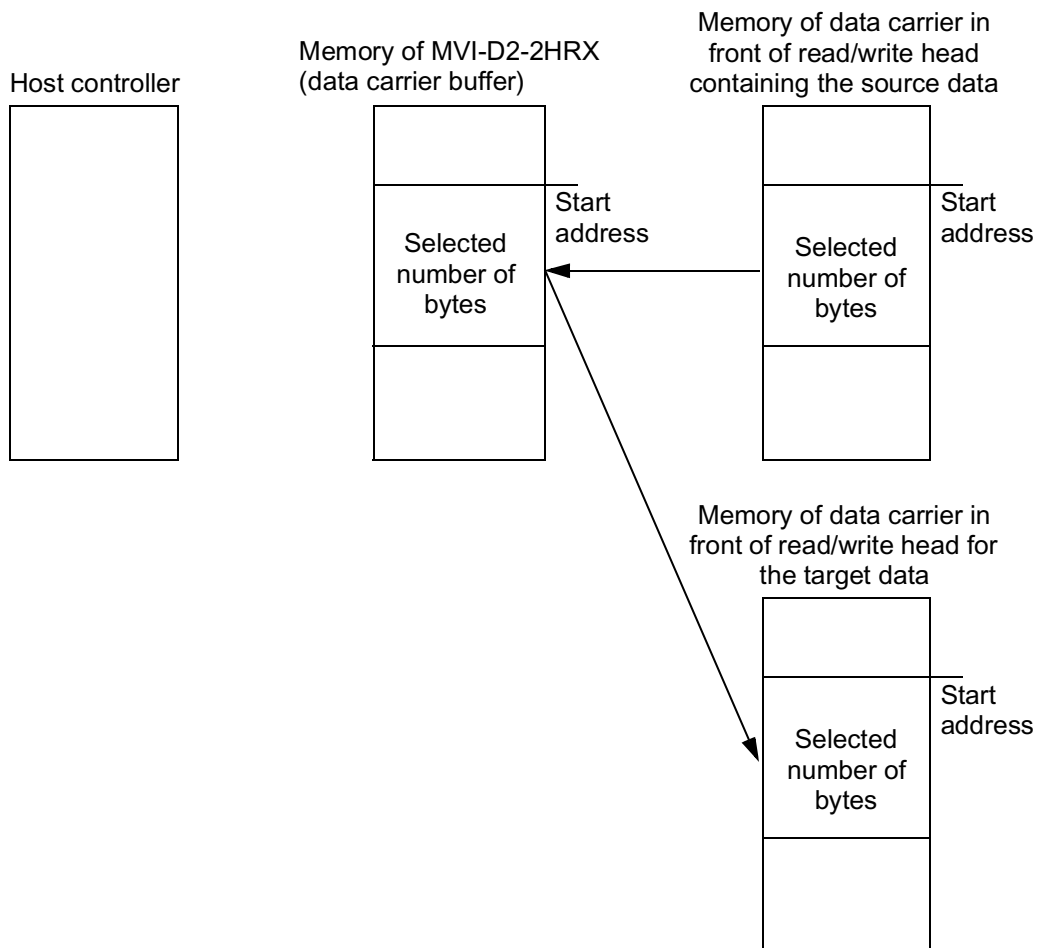 Host controller
Memory of MVI-D2-2HRX
(data carrier buffer)
Memory of data carrier in
front of read/write head
containing the source data
Start
address
Selected
number of
bytes
Start
address
Selected
number of
bytes
Memory of data carrier in
front of read/write head for
the target data
Start
address
Selected
number of
bytes